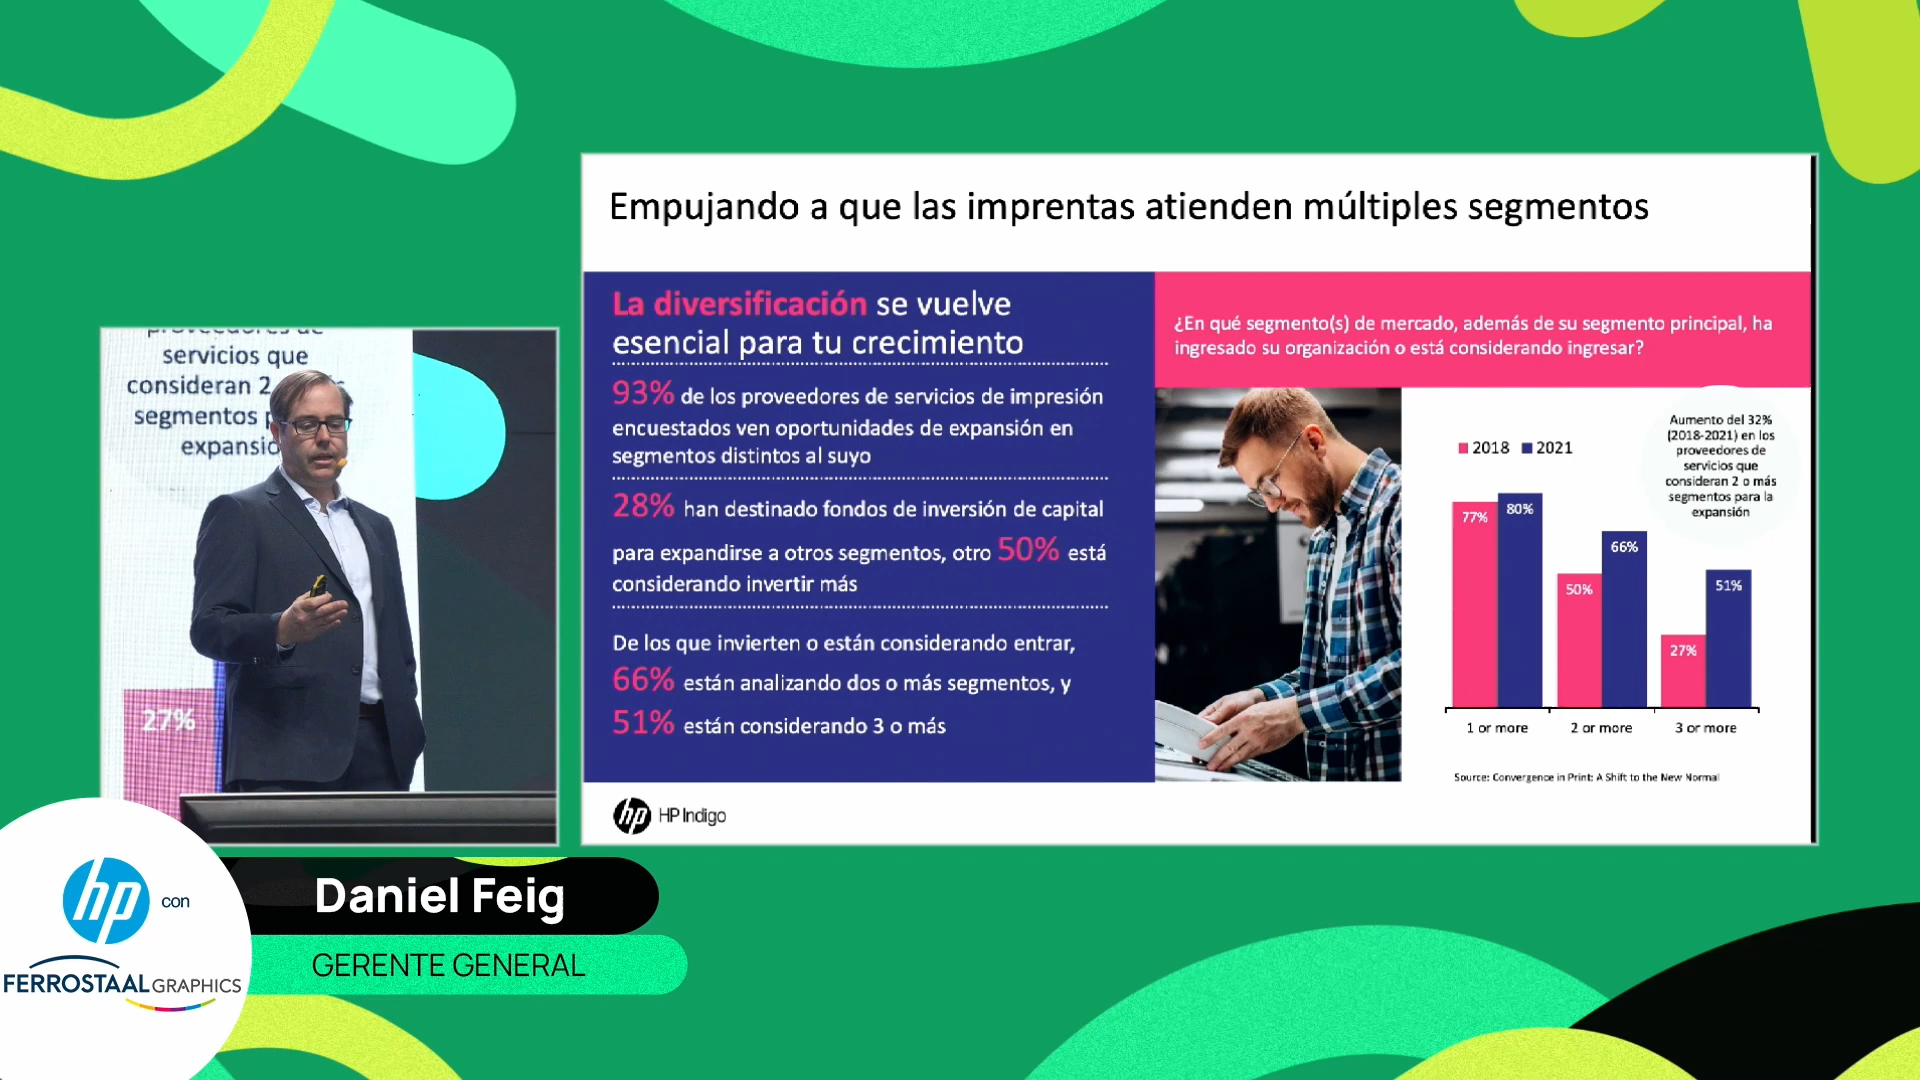 Empujando a que las imprentas atienden múltiples segmentos
La diversificación se vuelve
esencial para tu crecimiento
93% de los proveedores de servicios de impresión
encuestados ven oportunidades de expansión en
segmentos distintos al suyo
28% han destinado fondos de inversión de capital
para expandirse a otros segmentos, otro 50% está
considerando invertir más
De los que invierten o están considerando entrar,
66% están analizando dos o más segmentos, y
51% están considerando 3 o más
¿En qué segmento(s) de mercado, además de su segmento principal, ha
ingresado su organización o está considerando ingresar?
2018 2021
Aumento del 32%
(2018-2021) en los
proveedores de
servicios que
consideran 2 o más
segmentos para la
expansión
77% 80%
50% 66%
27% 51%
1 or more 2 or more 3 or more
Source: Convergence in Print: A Shift to the New Normal
hp HP Indigo
proveedores de
servicios que
consideran 2
segmentos
27%
hp con
FERROSTAAL GRAPHICS
Daniel Feig
GERENTE GENERAL